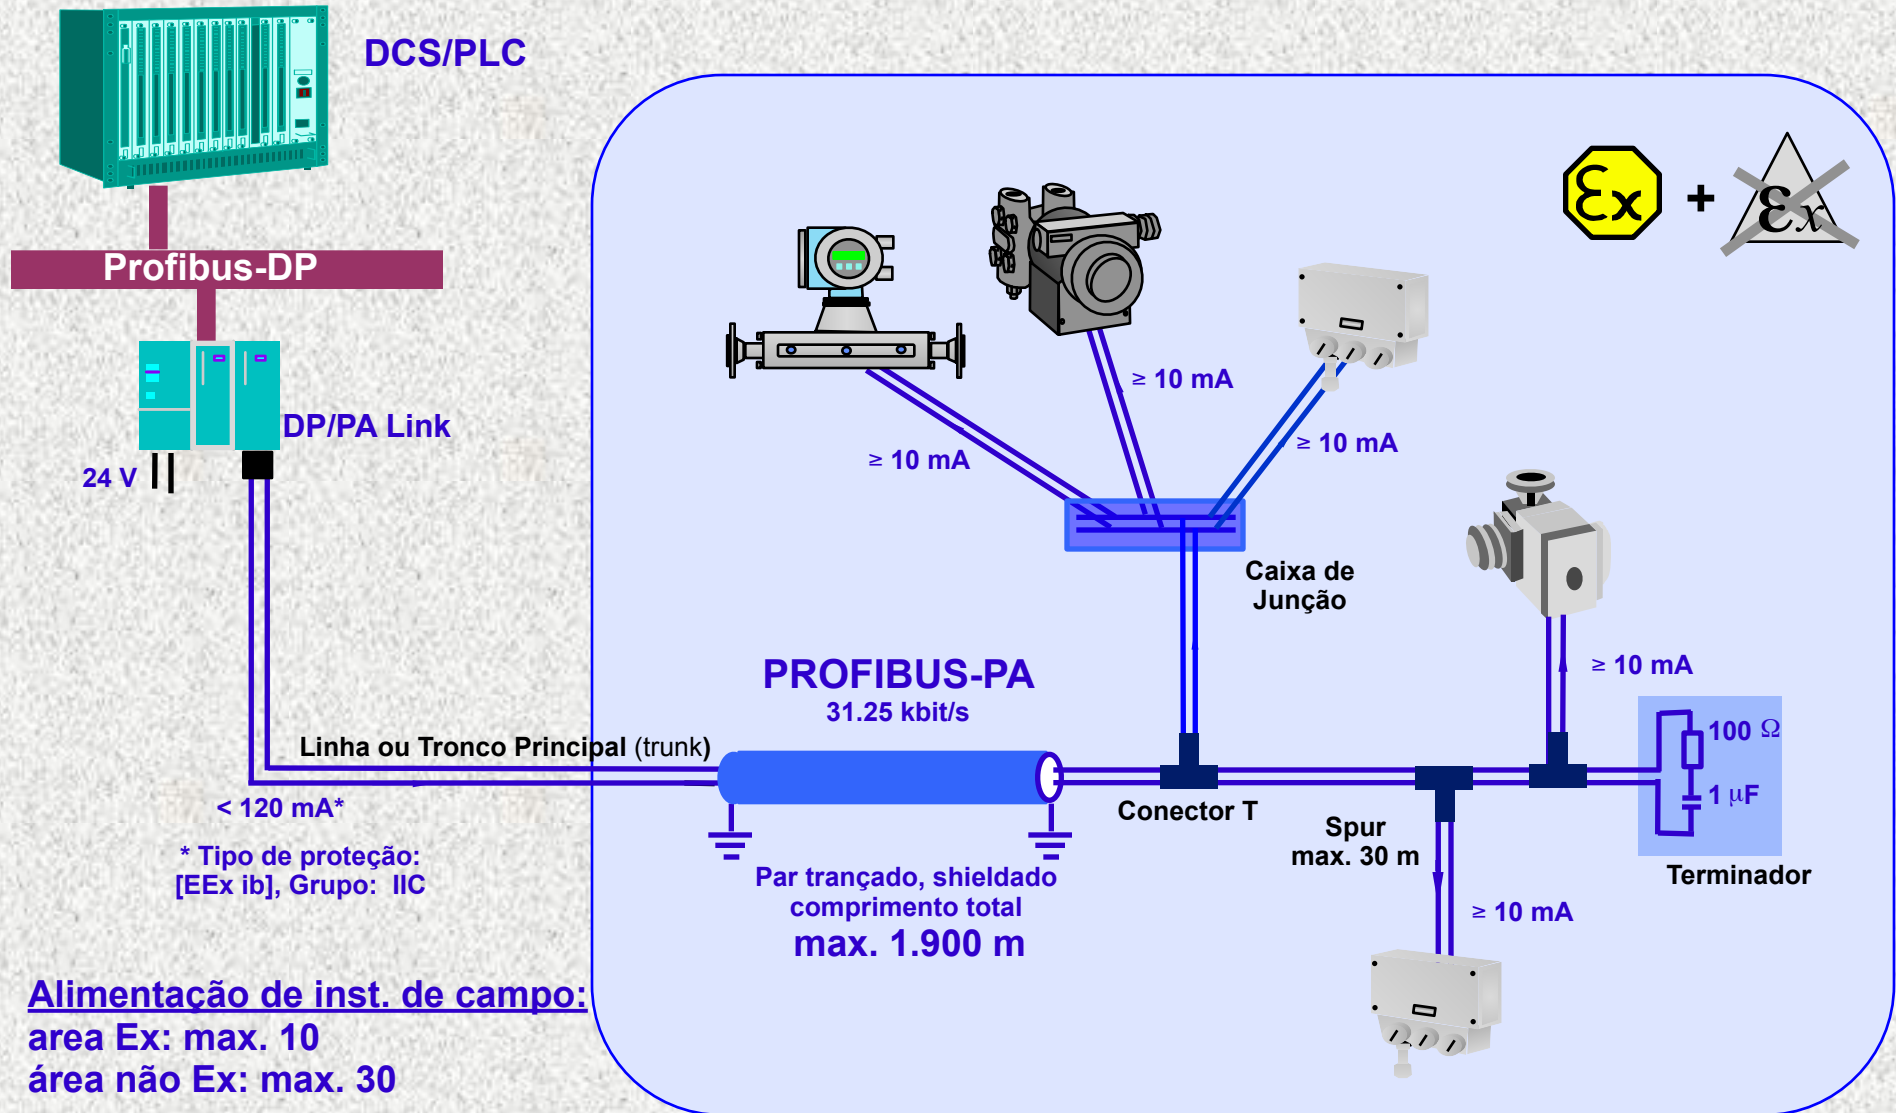 DCS/PLC
Profibus-DP
DP/PA Link
24 V
Ex + Ex
≥ 10 mA
≥ 10 mA
≥ 10 mA
Caixa de
Junção
≥ 10 mA
PROFIBUS-PA
31.25 kbit/s
Linha ou Tronco Principal (trunk)
100 Ω
1 µF
< 120 mA*
Conector T
Spur
max. 30 m
* Tipo de proteção:
[EEx ib], Grupo: IIC
Par trançado, shieldado
comprimento total
max. 1.900 m
Terminador
≥ 10 mA
Alimentação de inst. de campo:
area Ex: max. 10
área não Ex: max. 30